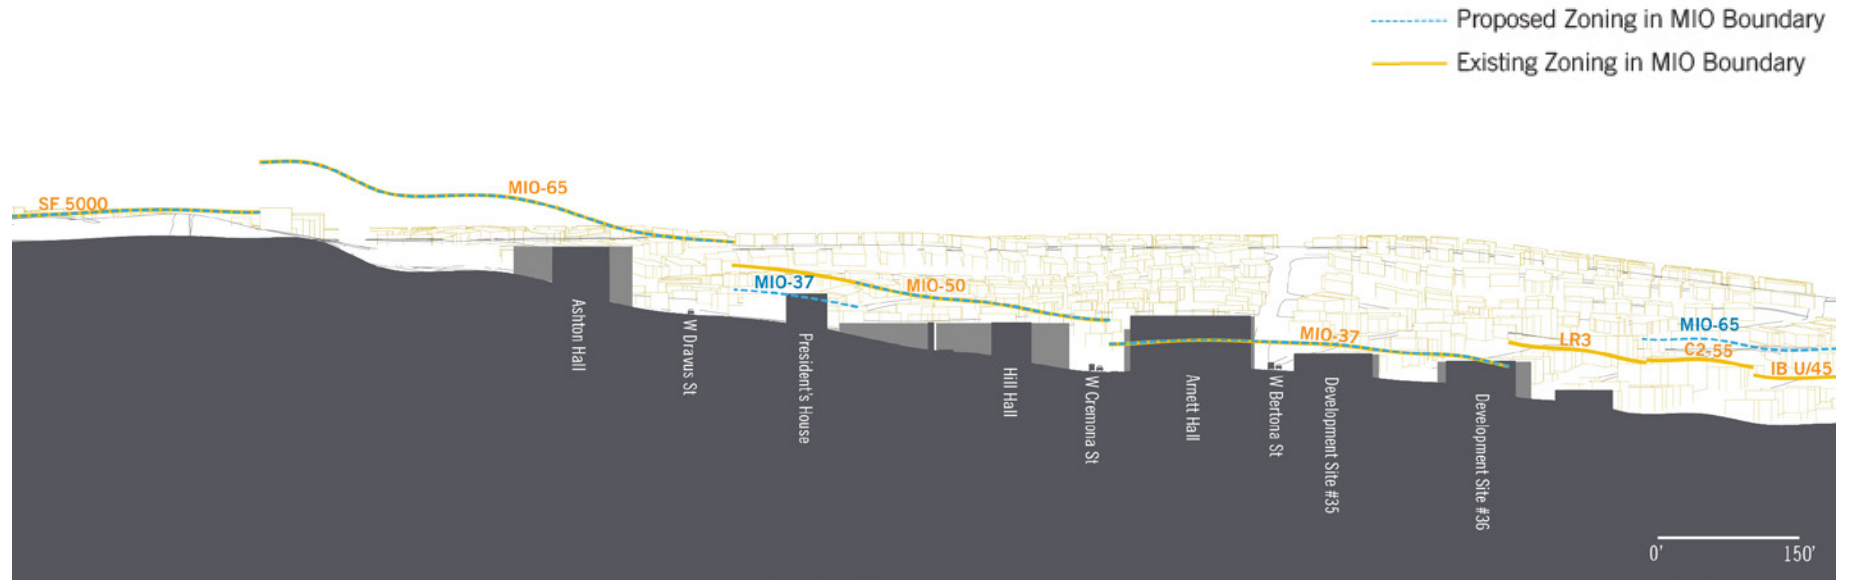 Proposed Zoning in MIO Boundary
Existing Zoning in MIO Boundary
SF 5000
MIO-65
MIO-37
MIO-50
MIO-37
LR3
MIO-65
C2-55
IB U/45
Ashton Hall
W Dravus St
President's House
Hill Hall
W Cremona St
Arnett Hall
W Bertona St
Development Site #35
Development Site #36
0' 150'